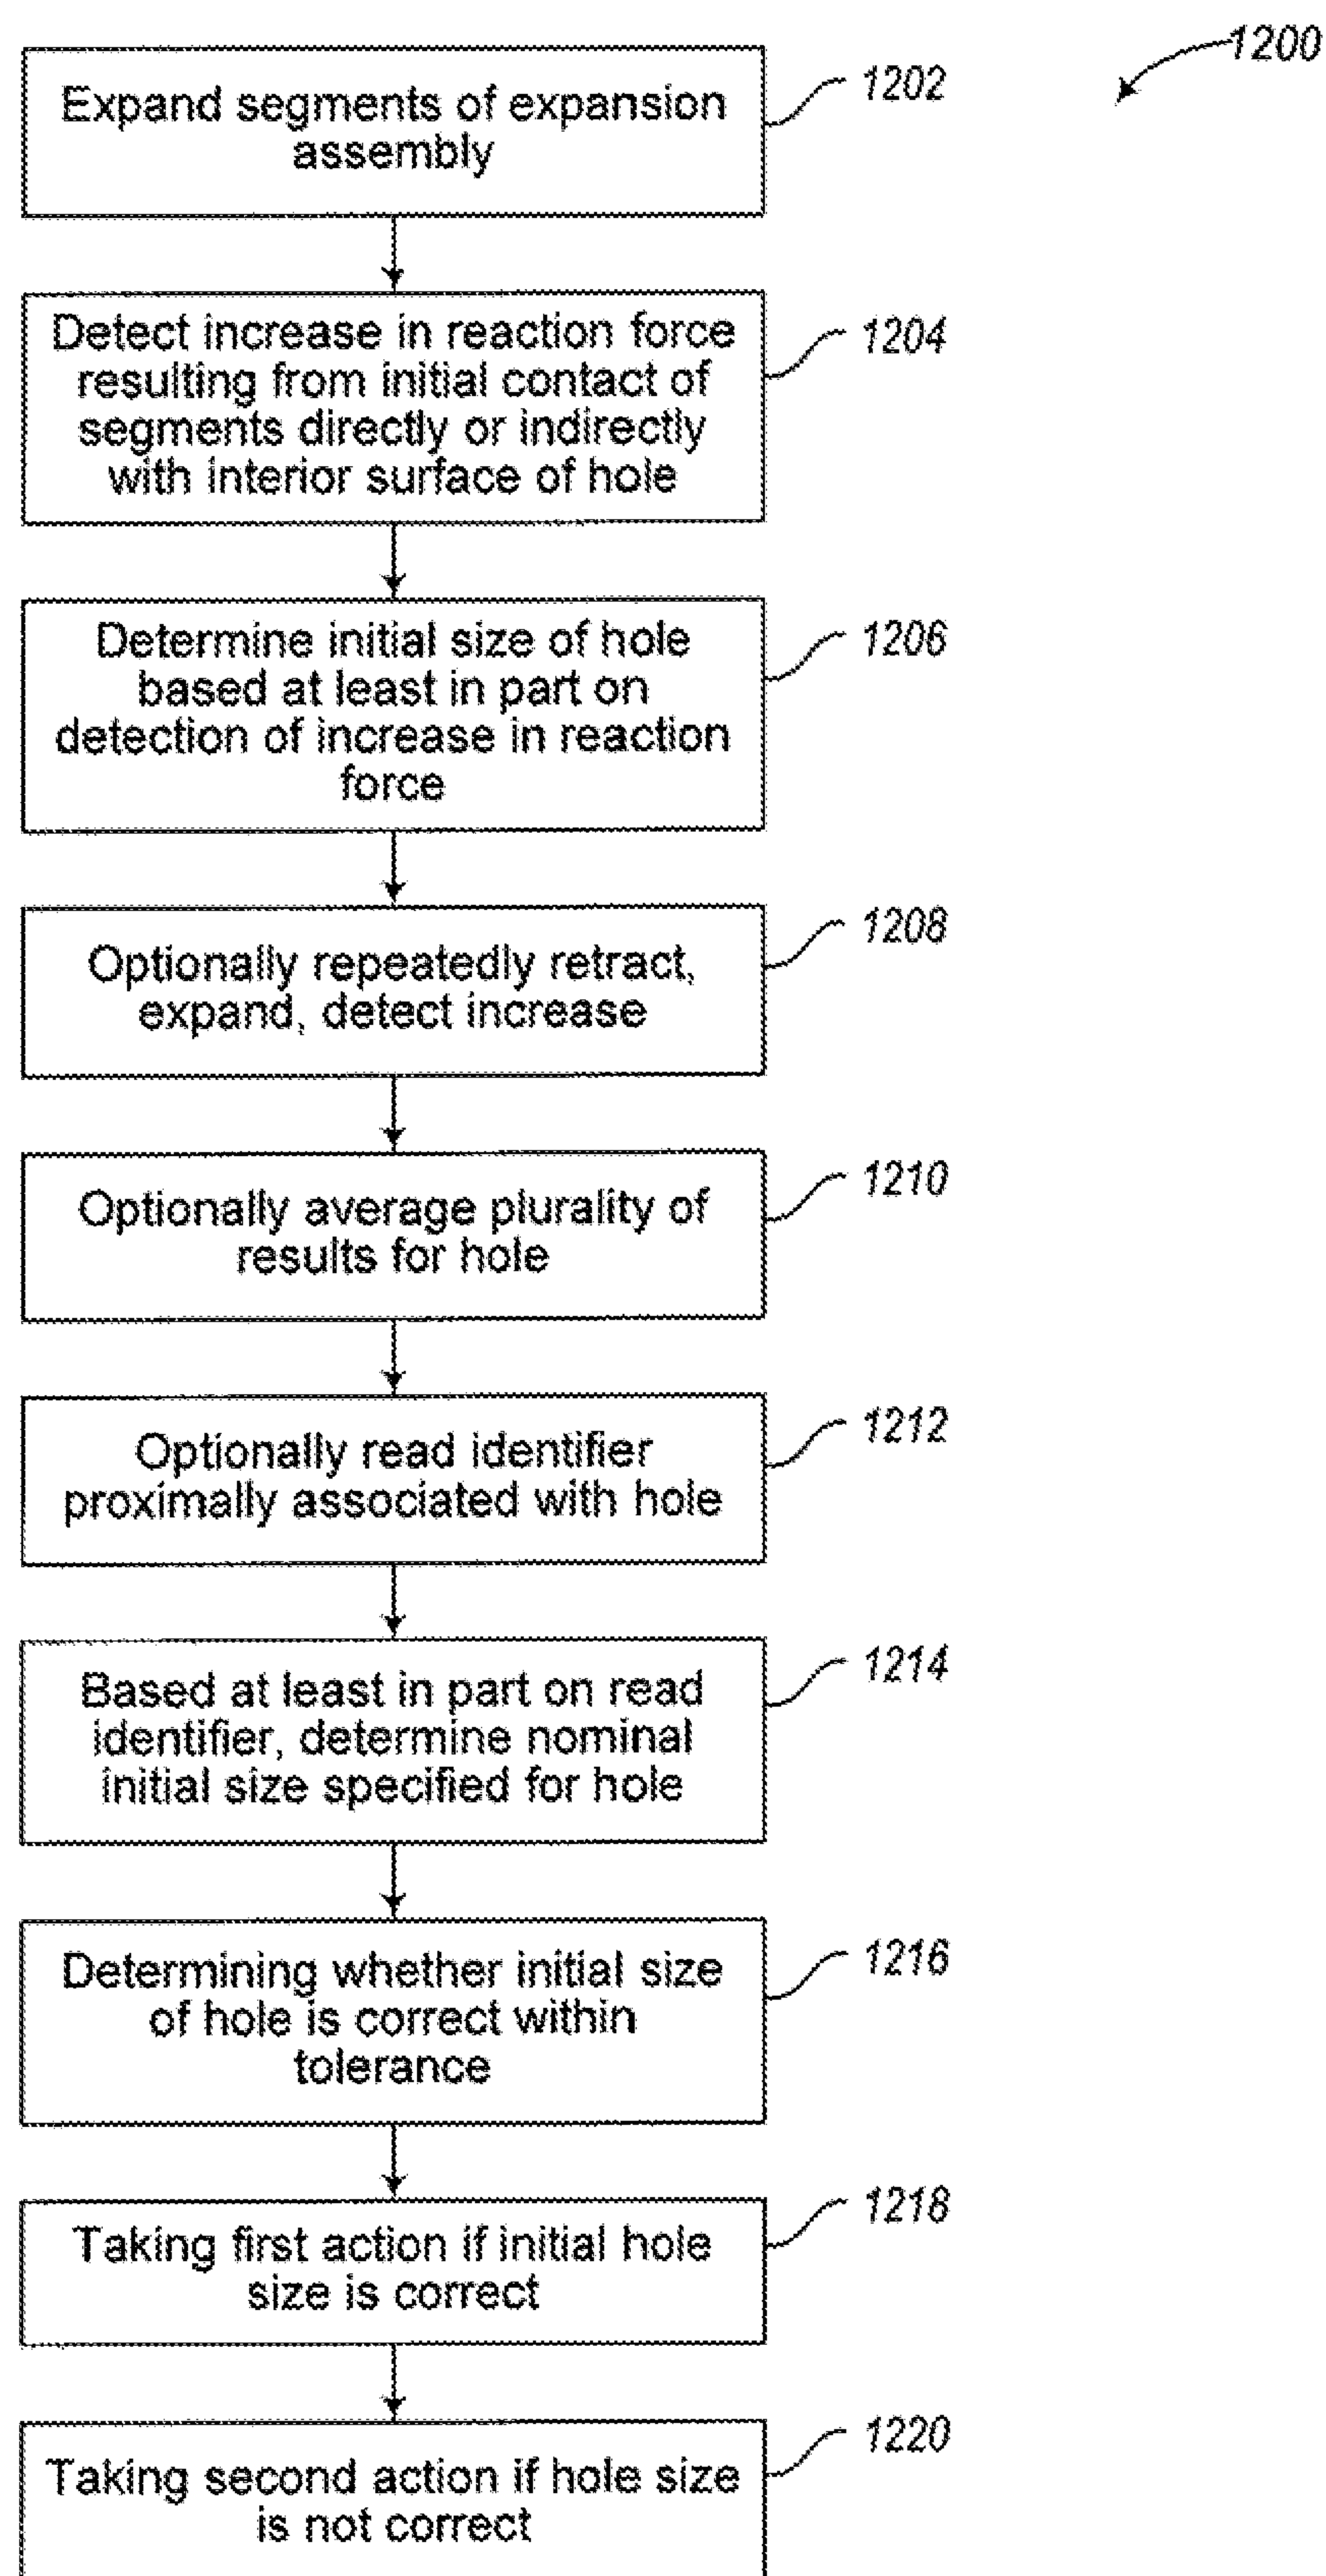 1200
Expand segments of expansion
assembly
1202
Detect increase in reaction force
resulting from initial contact of
segments directly or indirectly
with interior surface of hole
1204
Determine initial size of hole
based at least in part on
detection of increase in reaction
force
1206
Optionally repeatedly retract,
expand, detect increase
1208
Optionally average plurality of
results for hole
1210
Optionally read identifier
proximally associated with hole
1212
Based at least in part on read
identifier, determine nominal
initial size specified for hole
1214
Determining whether initial size
of hole is correct within
tolerance
1216
Taking first action if initial hole
size is correct
1218
Taking second action if hole size
is not correct
1220